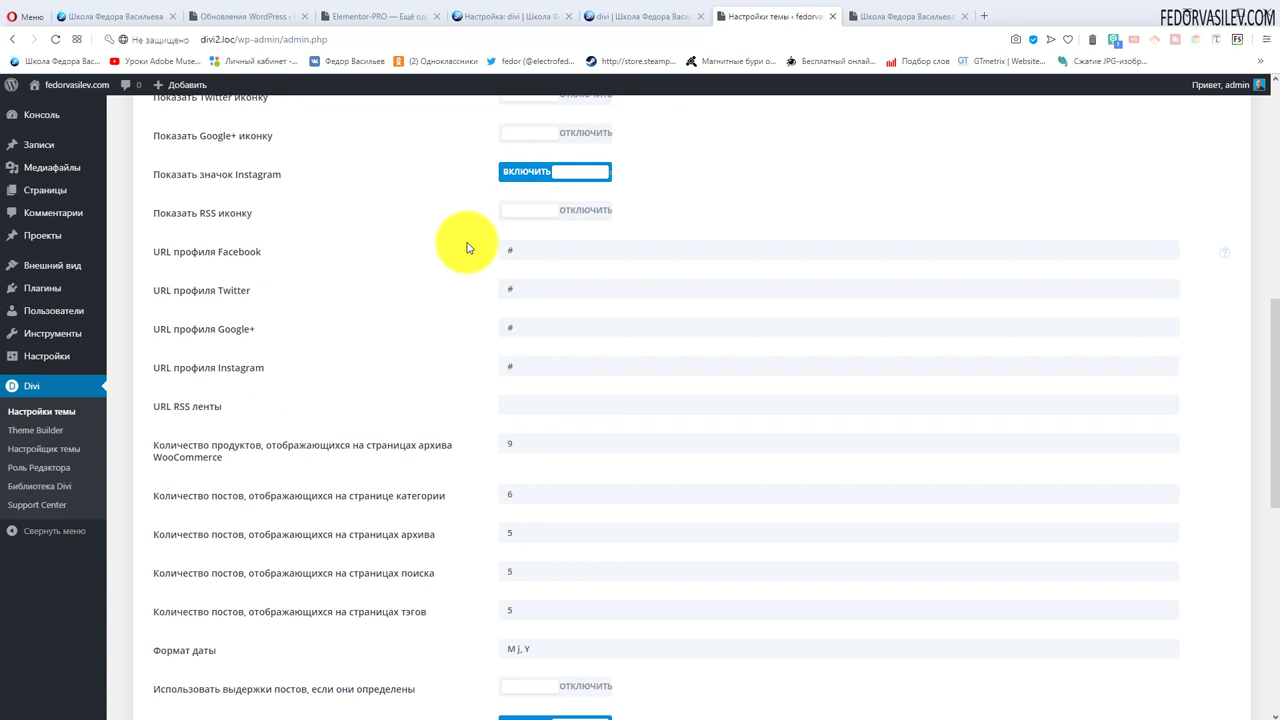 Меню
Школа Федора Васильева
Обновления WordPress ‹
Elementor-PRO — Ещё од
Настройка: divi | Школа Ф
divi | Школа Федора Васи
Настройки темы ‹ fedorva
Школа Федора Васильева
FEDORVASILEV.COM
Не защищено
divi2.loc/wp-admin/admin.php
Школа Федора Вас...
Уроки Adobe Muse...
Личный кабинет -...
Федор Васильев
(2) Одноклассники
fedor (@electrofed...
http://store.steamp...
Магнитные бури о...
Бесплатный онлай...
Подбор слов
GTmetrix | Website...
Сжатие JPG-изобр...
fedorvasilev.com
0
Добавить
Привет, admin
Консоль
Записи
Медиафайлы
Страницы
Комментарии
Проекты
Внешний вид
Плагины
Пользователи
Инструменты
Настройки
Divi
Настройки темы
Theme Builder
Настройщик темы
Роль Редактора
Библиотека Divi
Support Center
Свернуть меню
Показать Twitter иконку
ОТКЛЮЧИТЬ
Показать Google+ иконку
ОТКЛЮЧИТЬ
Показать значок Instagram
ВКЛЮЧИТЬ
Показать RSS иконку
ОТКЛЮЧИТЬ
URL профиля Facebook
#
URL профиля Twitter
#
URL профиля Google+
#
URL профиля Instagram
#
URL RSS ленты
Количество продуктов, отображающихся на страницах архива
WooCommerce
9
Количество постов, отображающихся на странице категории
6
Количество постов, отображающихся на страницах архива
5
Количество постов, отображающихся на страницах поиска
5
Количество постов, отображающихся на страницах тэгов
5
Формат даты
M j, Y
Использовать выдержки постов, если они определены
ОТКЛЮЧИТЬ